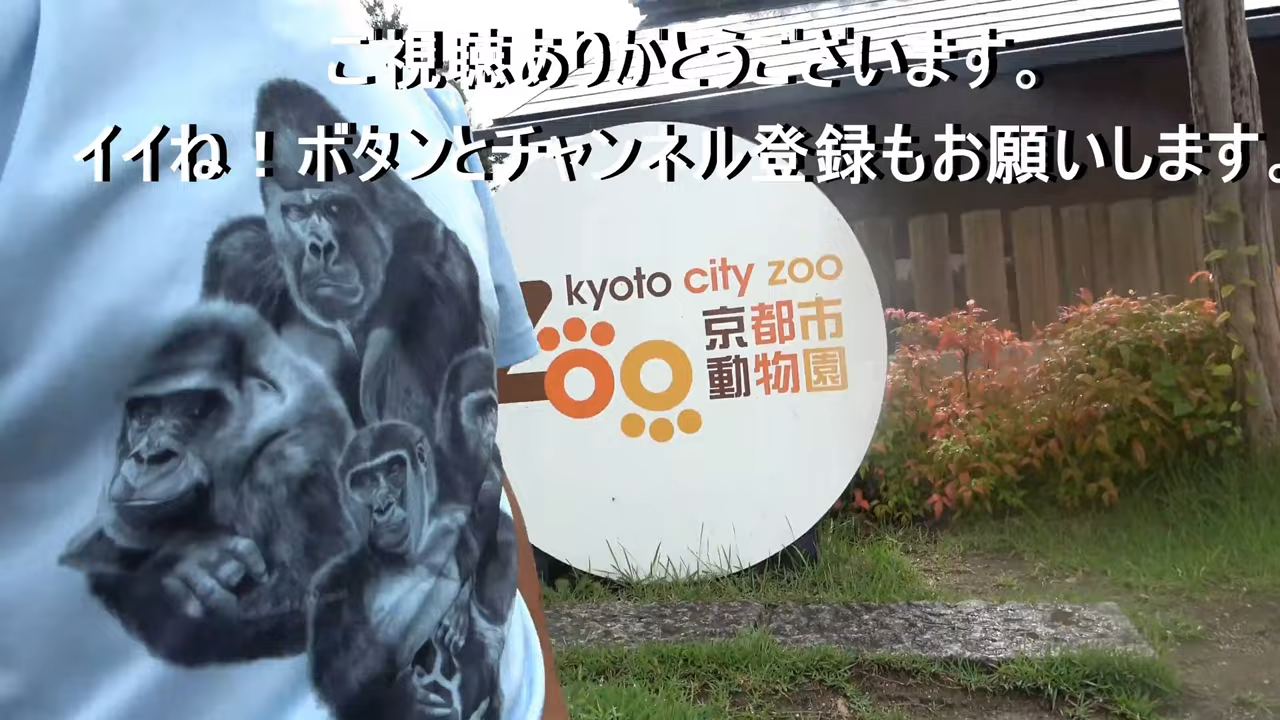 ご視聴ありがとうございます。
イイね！ボタンとチャンネル登録もお願いします。
kyoto city zoo
京都市
動物園